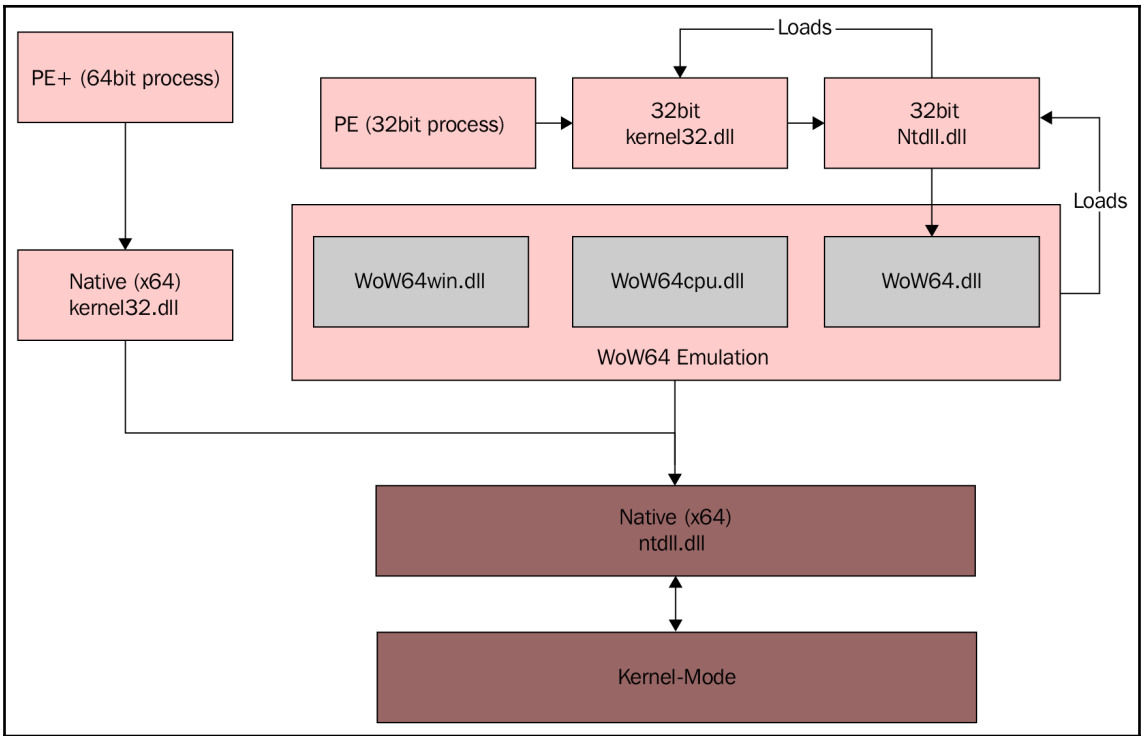 Loads
PE+ (64bit process)
PE (32bit process)
32bit
kernel32.dll
32bit
Ntdll.dll
Loads
Native (x64)
kernel32.dll
WoW64win.dll
WoW64cpu.dll
WoW64.dll
WoW64 Emulation
Native (x64)
ntdll.dll
Kernel-Mode